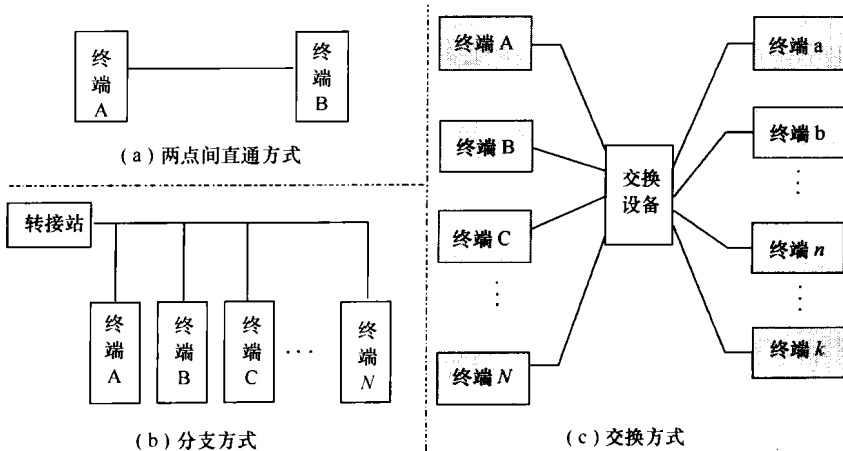 终端A
终端B
(a)两点间直通方式
转接站
终端A
终端B
终端C
···
终端N
(b)分支方式
终端 A
终端 B
终端 C
⋮
终端 N
交换
设备
终端 a
终端 b
⋮
终端 n
⋮
终端 k
(c)交换方式